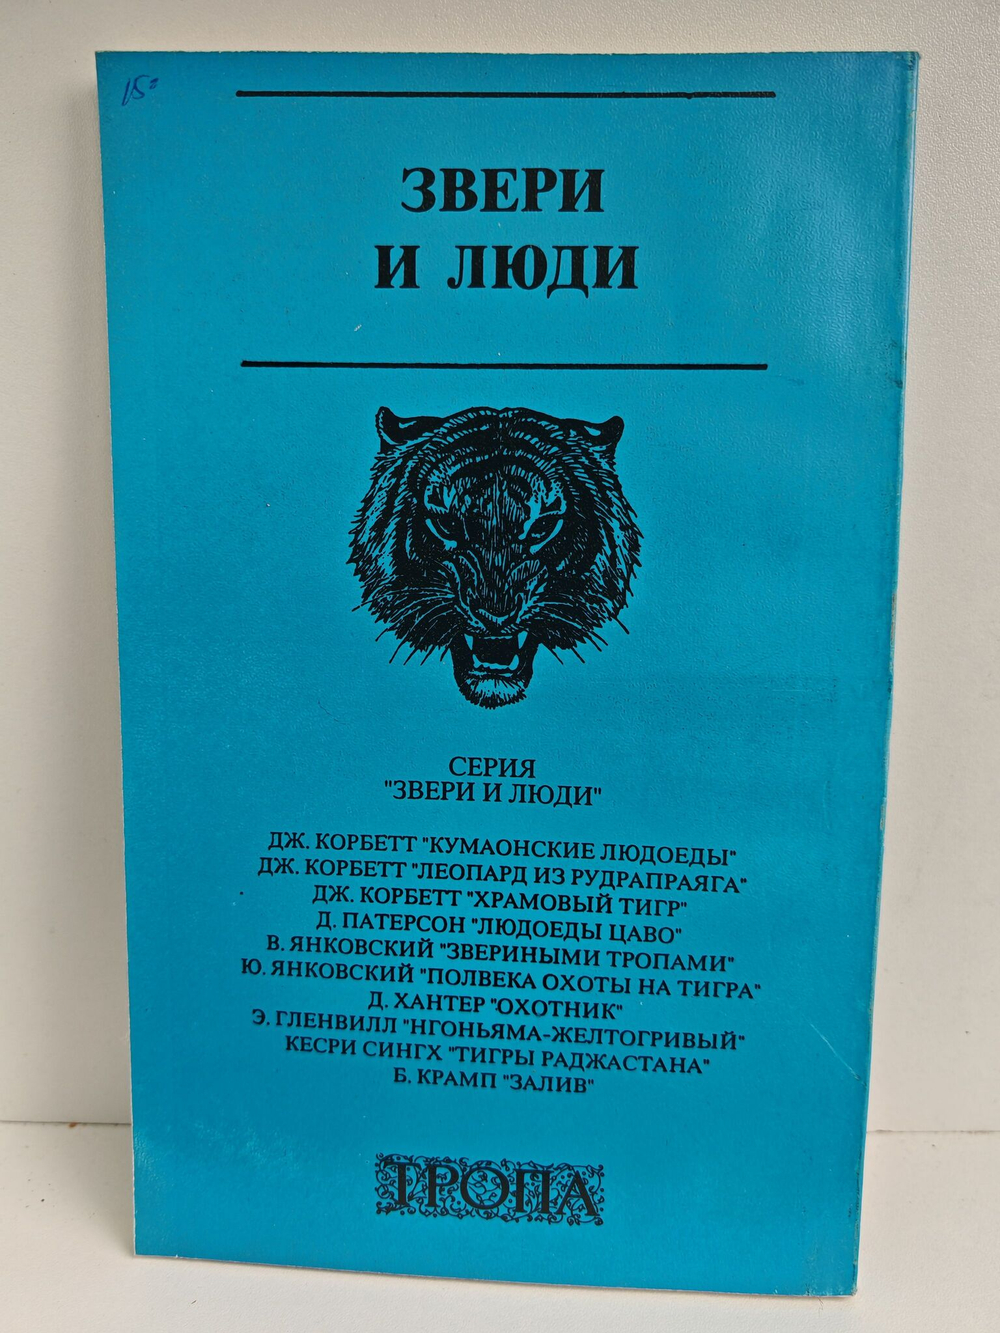 15=
ЗВЕРИ
И ЛЮДИ
СЕРИЯ
"ЗВЕРИ И ЛЮДИ"
ДЖ. КОРБЕТТ "КУМАОНСКИЕ ЛЮДОЕДЫ"
ДЖ. КОРБЕТТ "ЛЕОПАРД ИЗ РУДРАПРАЯГА"
ДЖ. КОРБЕТТ "ХРАМОВЫЙ ТИГР"
Д. ПАТЕРСОН "ЛЮДОЕДЫ ЦАВО"
В. ЯНКОВСКИЙ "ЗВЕРИНЫМИ ТРОПАМИ"
Ю. ЯНКОВСКИЙ "ПОЛВЕКА ОХОТЫ НА ТИГРА"
Д. ХАНТЕР "ОХОТНИК"
Э. ГЛЕНВИЛЛ "НГОНЬЯМА-ЖЕЛТОГРИВЫЙ"
КЕСРИ СИНГХ "ТИГРЫ РАДЖАСТАНА"
Б. КРАМП "ЗАЛИВ"
ТРОПА